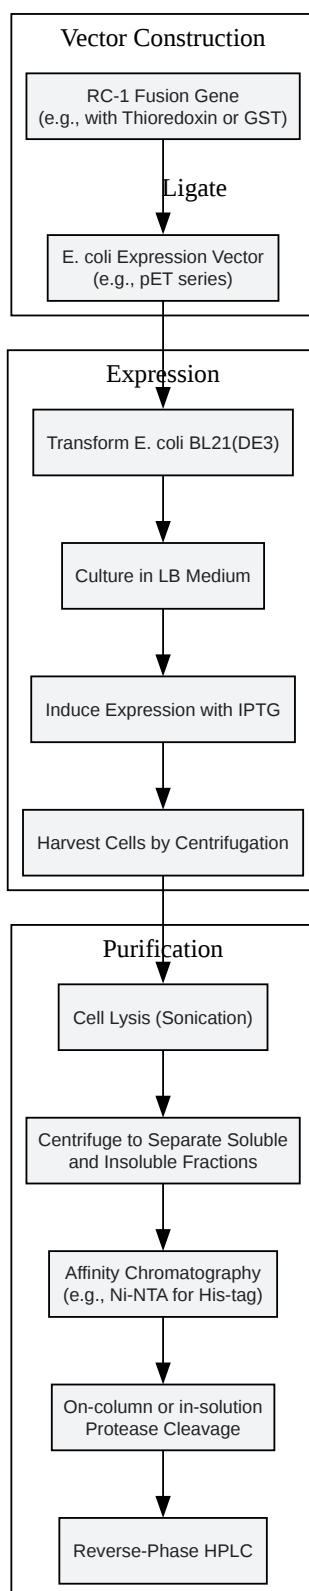 Vector Construction
RC-1 Fusion Gene
(e.g., with Thioredoxin or GST)
Ligate
E. coli Expression Vector
(e.g., pET series)
Expression
Transform E. coli BL21(DE3)
Culture in LB Medium
Induce Expression with IPTG
Harvest Cells by Centrifugation
Purification
Cell Lysis (Sonication)
Centrifuge to Separate Soluble
and Insoluble Fractions
Affinity Chromatography
(e.g., Ni-NTA for His-tag)
On-column or in-solution
Protease Cleavage
Reverse-Phase HPLC